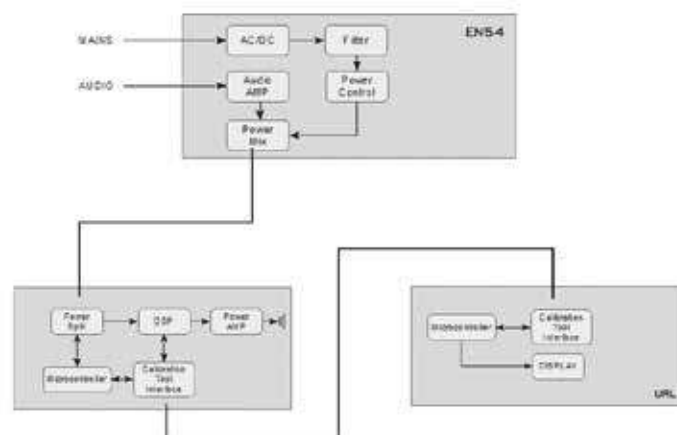 MAINS
AC/DC
Filter
EN54
AUDIO
Audio
AMP
Power
Control
Power
Mix
Power
Split
DSP
Power
AMP
Microcontroller
Calibration
Tool
Interface
Microcontroller
Calibration
Tool
Interface
DISPLAY
URL